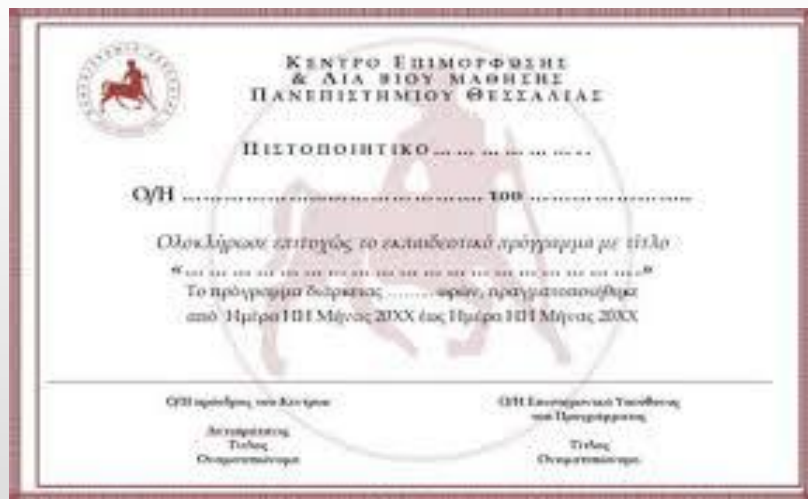 ΚΕΝΤΡΟ ΕΠΙΜΟΡΦΩΣΗΣ
& ΔΙΑ ΒΙΟΥ ΜΑΘΗΣΗΣ
ΠΑΝΕΠΙΣΤΗΜΙΟΥ ΘΕΣΣΑΛΙΑΣ
ΠΙΣΤΟΠΟΙΗΤΙΚΟ … … … … … …..
Ο/Η …………………………………………. του ……………………..
Ολοκλήρωσε επιτυχώς το εκπαιδευτικό πρόγραμμα με τίτλο
«… … … … … … … … … … … … … … … … … … … ….»
Το πρόγραμμα διάρκειας ……… ωρών, πραγματοποιήθηκε
από Ημέρα ΗΗ Μήνας 20ΧΧ έως Ημέρα ΗΗ Μήνας 20ΧΧ
Ο/Η πρόεδρος του Κέντρου
Ο/Η Επιστημονικά Υπεύθυνος
του Προγράμματος
Τίτλος
Ονοματεπώνυμο
Τίτλος
Ονοματεπώνυμο